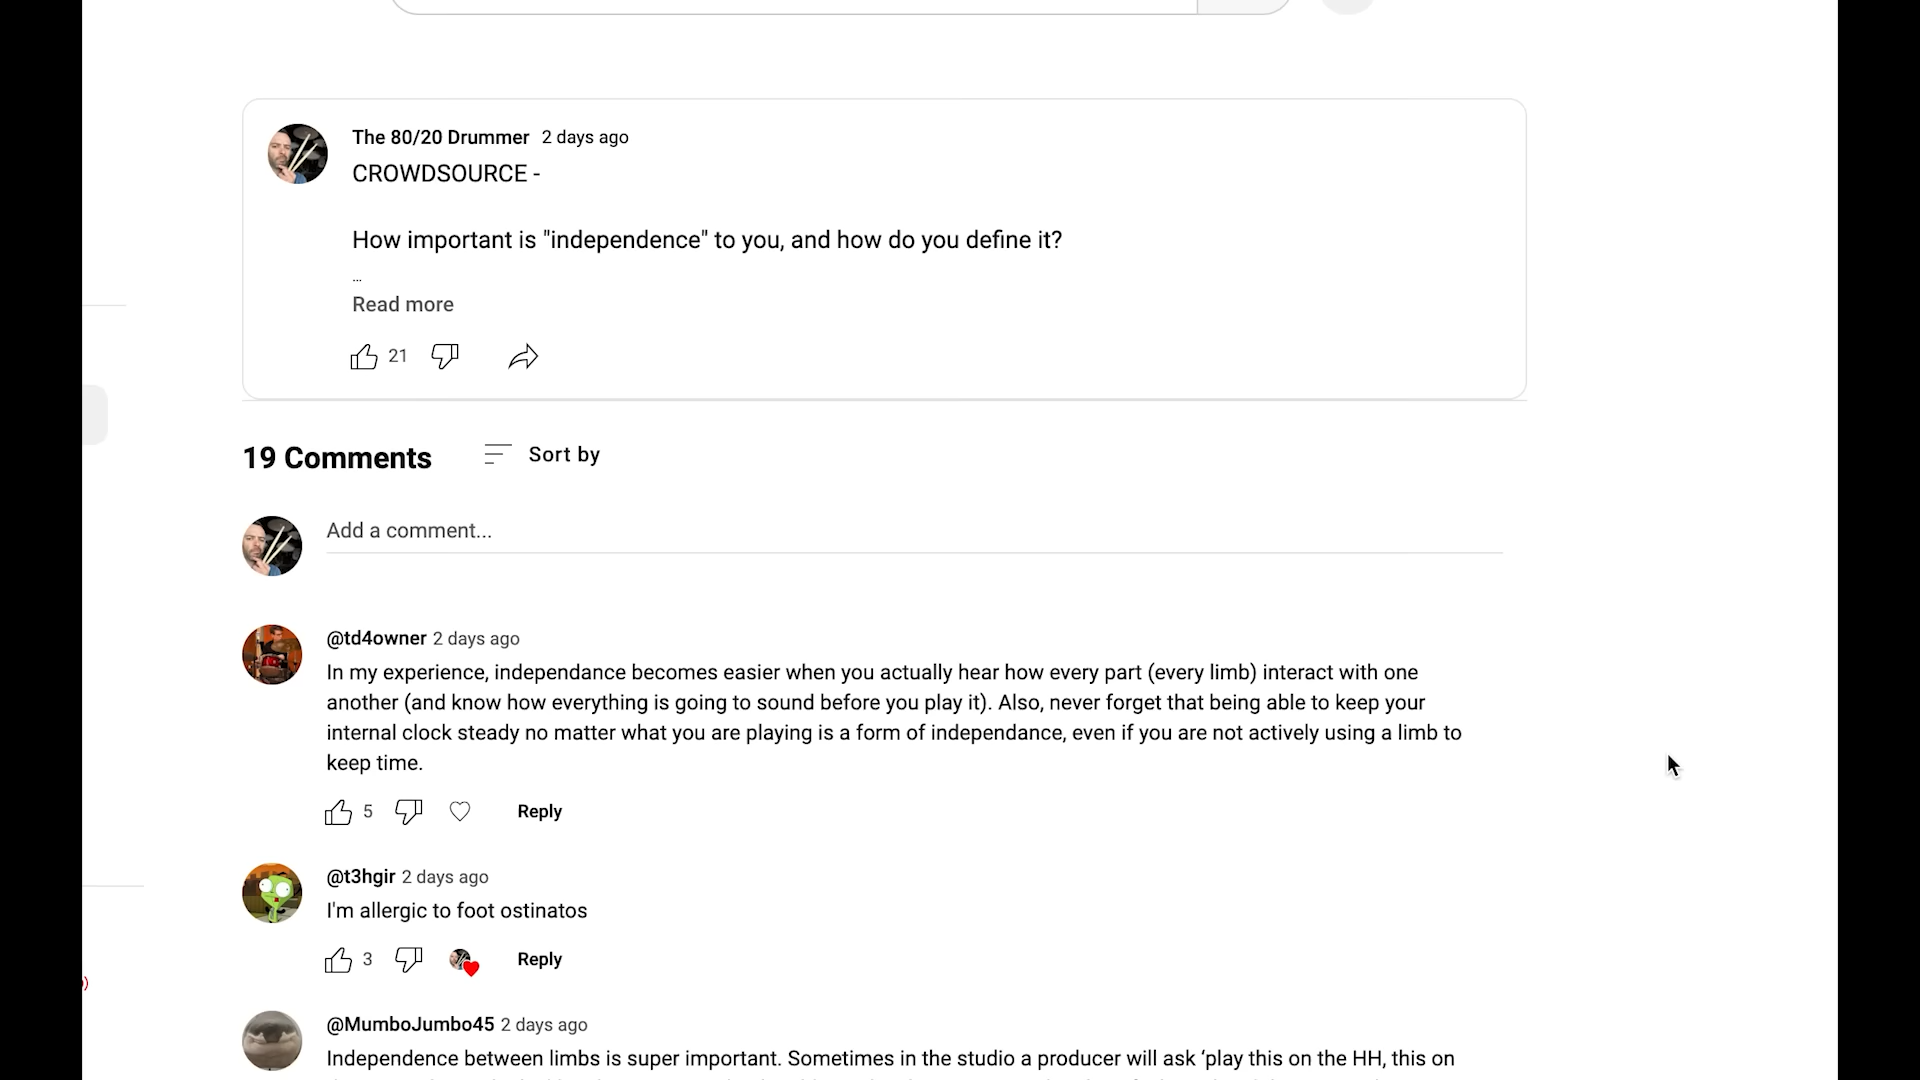 The 80/20 Drummer 2 days ago
CROWDSOURCE -
How important is "independence" to you, and how do you define it?
...
Read more
21
19 Comments Sort by
Add a comment...
@td4owner 2 days ago
In my experience, independance becomes easier when you actually hear how every part (every limb) interact with one
another (and know how everything is going to sound before you play it). Also, never forget that being able to keep your
internal clock steady no matter what you are playing is a form of independance, even if you are not actively using a limb to
keep time.
5 Reply
@t3hgir 2 days ago
I'm allergic to foot ostinatos
3 Reply
@MumboJumbo45 2 days ago
Independence between limbs is super important. Sometimes in the studio a producer will ask ‘play this on the HH, this on